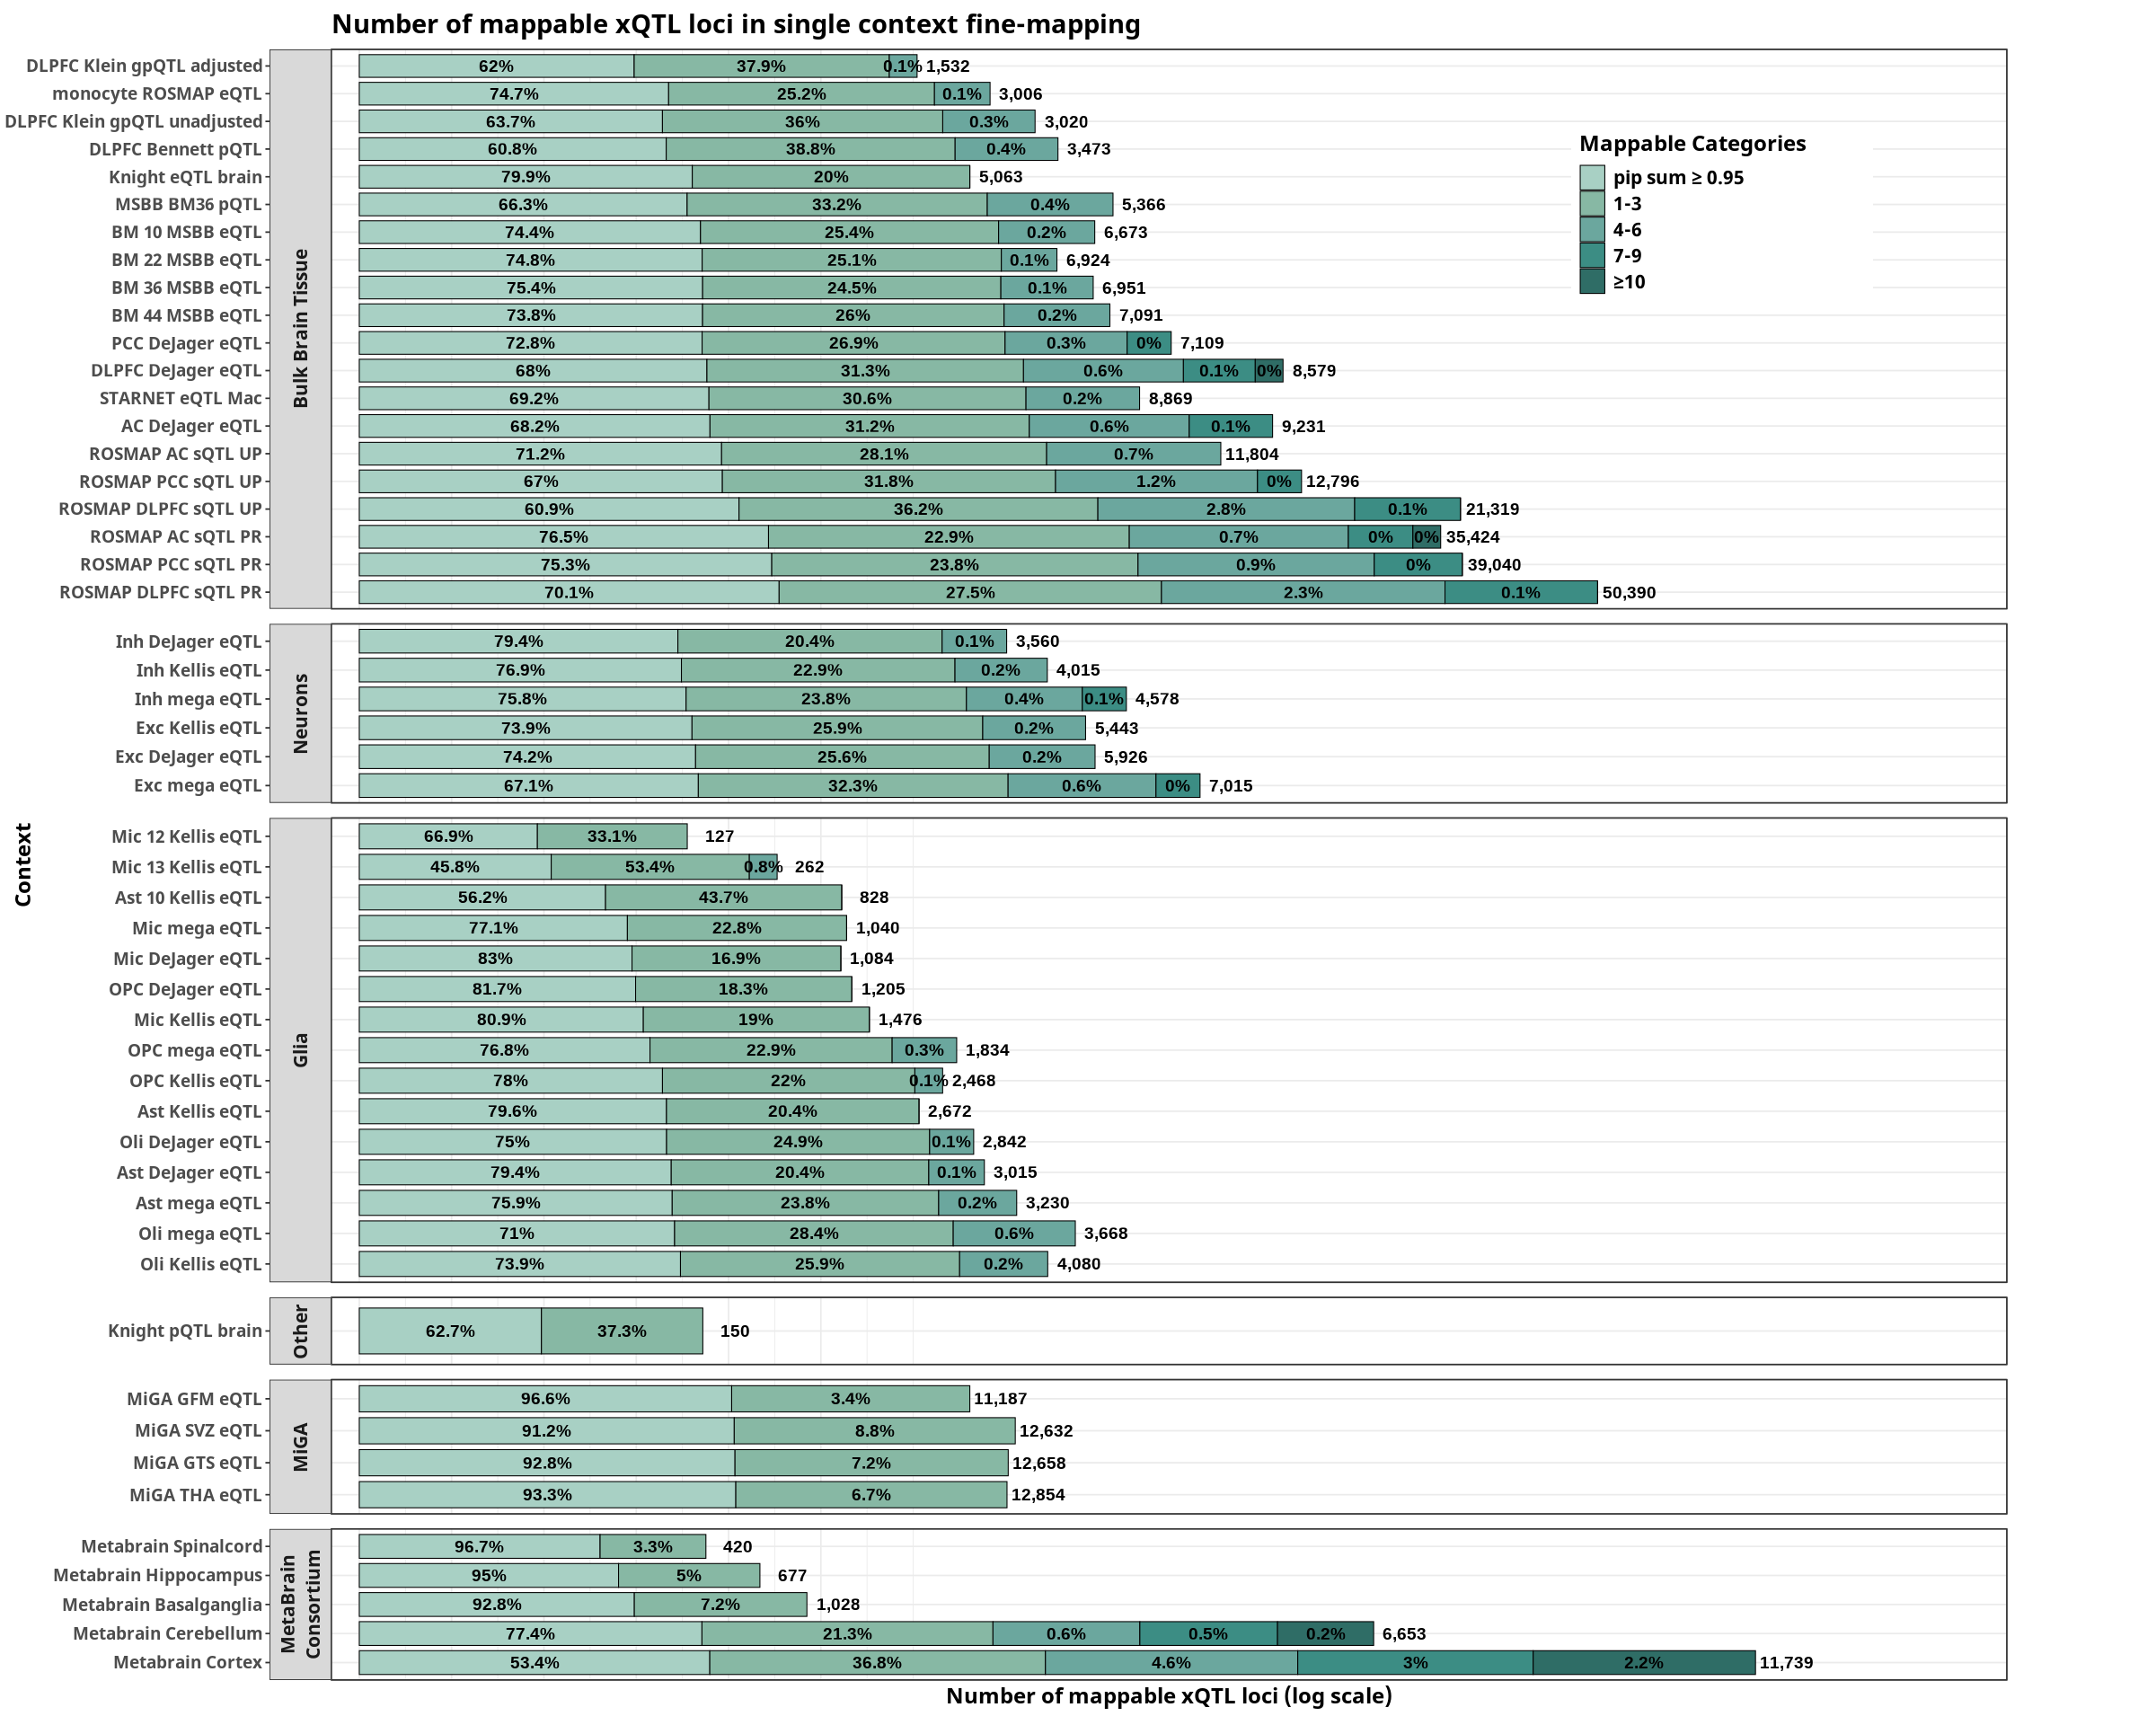 Number of mappable xQTL loci in single context fine-mapping
DLPFC Klein gpQTL adjusted 62% 37.9% 0.1% 1,532
monocyte ROSMAP eQTL 74.7% 25.2% 0.1% 3,006
DLPFC Klein gpQTL unadjusted 63.7% 36% 0.3% 3,020
DLPFC Bennett pQTL 60.8% 38.8% 0.4% 3,473
Knight eQTL brain 79.9% 20% 5,063
MSBB BM36 pQTL 66.3% 33.2% 0.4% 5,366
BM 10 MSBB eQTL 74.4% 25.4% 0.2% 6,673
BM 22 MSBB eQTL 74.8% 25.1% 0.1% 6,924
BM 36 MSBB eQTL 75.4% 24.5% 0.1% 6,951
BM 44 MSBB eQTL 73.8% 26% 0.2% 7,091
PCC DeJager eQTL 72.8% 26.9% 0.3% 0% 7,109
DLPFC DeJager eQTL 68% 31.3% 0.6% 0.1% 0% 8,579
STARNET eQTL Mac 69.2% 30.6% 0.2% 8,869
AC DeJager eQTL 68.2% 31.2% 0.6% 0.1% 9,231
ROSMAP AC sQTL UP 71.2% 28.1% 0.7% 11,804
ROSMAP PCC sQTL UP 67% 31.8% 1.2% 0% 12,796
ROSMAP DLPFC sQTL UP 60.9% 36.2% 2.8% 0.1% 21,319
ROSMAP AC sQTL PR 76.5% 22.9% 0.7% 0% 0% 35,424
ROSMAP PCC sQTL PR 75.3% 23.8% 0.9% 0% 39,040
ROSMAP DLPFC sQTL PR 70.1% 27.5% 2.3% 0.1% 50,390
Bulk Brain Tissue
Mappable Categories
pip sum ≥ 0.95
1-3
4-6
7-9
≥10
Inh DeJager eQTL 79.4% 20.4% 0.1% 3,560
Inh Kellis eQTL 76.9% 22.9% 0.2% 4,015
Inh mega eQTL 75.8% 23.8% 0.4% 0.1% 4,578
Exc Kellis eQTL 73.9% 25.9% 0.2% 5,443
Exc DeJager eQTL 74.2% 25.6% 0.2% 5,926
Exc mega eQTL 67.1% 32.3% 0.6% 0% 7,015
Neurons
Context
Mic 12 Kellis eQTL 66.9% 33.1% 127
Mic 13 Kellis eQTL 45.8% 53.4% 0.8% 262
Ast 10 Kellis eQTL 56.2% 43.7% 828
Mic mega eQTL 77.1% 22.8% 1,040
Mic DeJager eQTL 83% 16.9% 1,084
OPC DeJager eQTL 81.7% 18.3% 1,205
Mic Kellis eQTL 80.9% 19% 1,476
OPC mega eQTL 76.8% 22.9% 0.3% 1,834
OPC Kellis eQTL 78% 22% 0.1% 2,468
Ast Kellis eQTL 79.6% 20.4% 2,672
Oli DeJager eQTL 75% 24.9% 0.1% 2,842
Ast DeJager eQTL 79.4% 20.4% 0.1% 3,015
Ast mega eQTL 75.9% 23.8% 0.2% 3,230
Oli mega eQTL 71% 28.4% 0.6% 3,668
Oli Kellis eQTL 73.9% 25.9% 0.2% 4,080
Glia
Knight pQTL brain 62.7% 37.3% 150
Other
MiGA GFM eQTL 96.6% 3.4% 11,187
MiGA SVZ eQTL 91.2% 8.8% 12,632
MiGA GTS eQTL 92.8% 7.2% 12,658
MiGA THA eQTL 93.3% 6.7% 12,854
MiGA
Metabrain Spinalcord 96.7% 3.3% 420
Metabrain Hippocampus 95% 5% 677
Metabrain Basalganglia 92.8% 7.2% 1,028
Metabrain Cerebellum 77.4% 21.3% 0.6% 0.5% 0.2% 6,653
Metabrain Cortex 53.4% 36.8% 4.6% 3% 2.2% 11,739
MetaBrain
Consortium
Number of mappable xQTL loci (log scale)